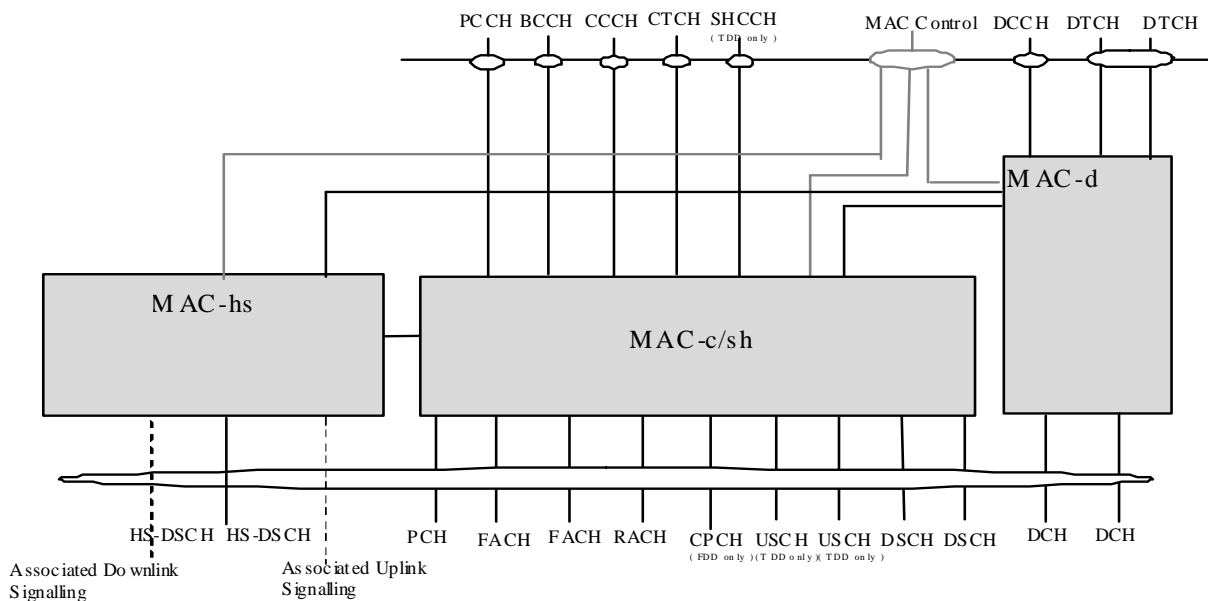 PCCH BCCH CCCH CTCH SHCCH MAC Control DCCH DTCH DTCH
( TDD only )
MAC-d
MAC-hs
MAC-c/sh
HS-DSCH HS-DSCH PCH FACH FACH RACH CPCH USCH USCH DSCH DSCH DCH DCH
( FDD only ) ( TDD only ) ( TDD only )
Associated Downlink
Signalling
Associated Uplink
Signalling